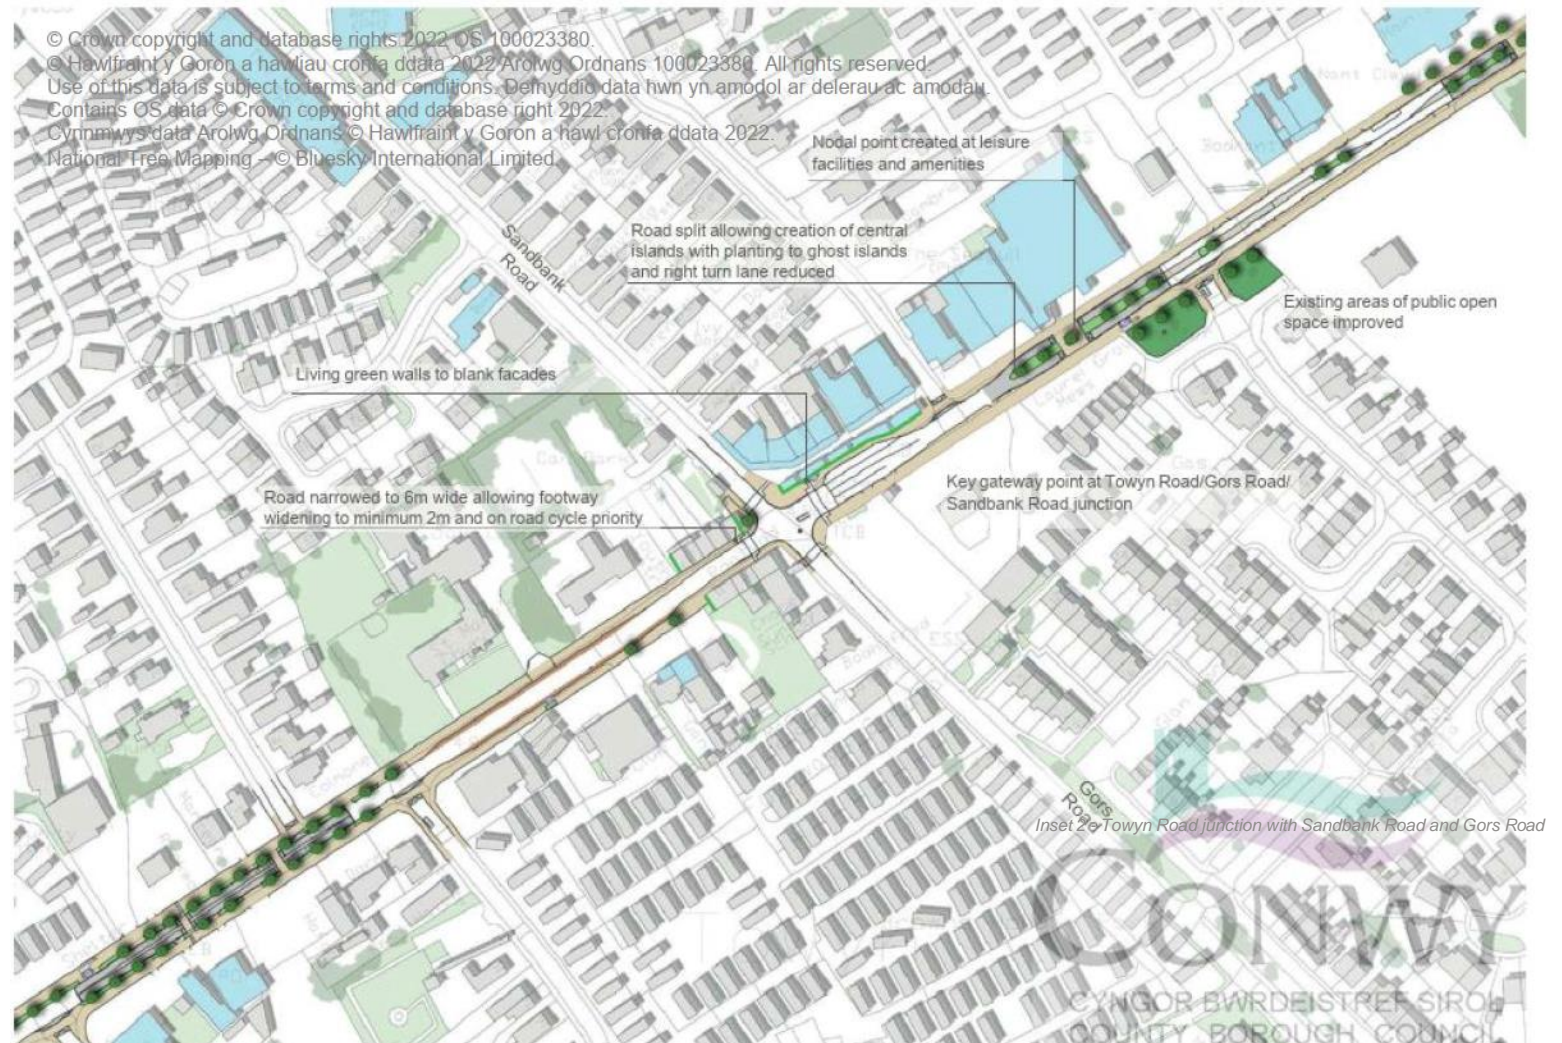 © Crown copyright and database rights 2022 OS 100023380.
© Hawlfraint y Goron a hawliau cronfa ddata 2022 Arolwg Ordnans 100023380. All rights reserved.
Use of this data is subject to terms and conditions. Defnyddio data hwn yn amodol ar delerau ac amodau.
Contains OS data © Crown copyright and database right 2022.
Cynnwys data Arolwg Ordnans © Hawlfraint y Goron a hawl cronfa ddata 2022.
National Tree Mapping – © Bluesky International Limited.
Nodal point created at leisure
facilities and amenities
Road split allowing creation of central
islands with planting to ghost islands
and right turn lane reduced
Sandbank
Road
Existing areas of public open
space improved
Living green walls to blank facades
Key gateway point at Towyn Road/Gors Road/
Sandbank Road junction
Road narrowed to 6m wide allowing footway
widening to minimum 2m and on road cycle priority
Gors
Road
Inset 2e Towyn Road junction with Sandbank Road and Gors Road
CONWY
CYNGOR BWRDEISTREF SIROL
COUNTY BOROUGH COUNCIL